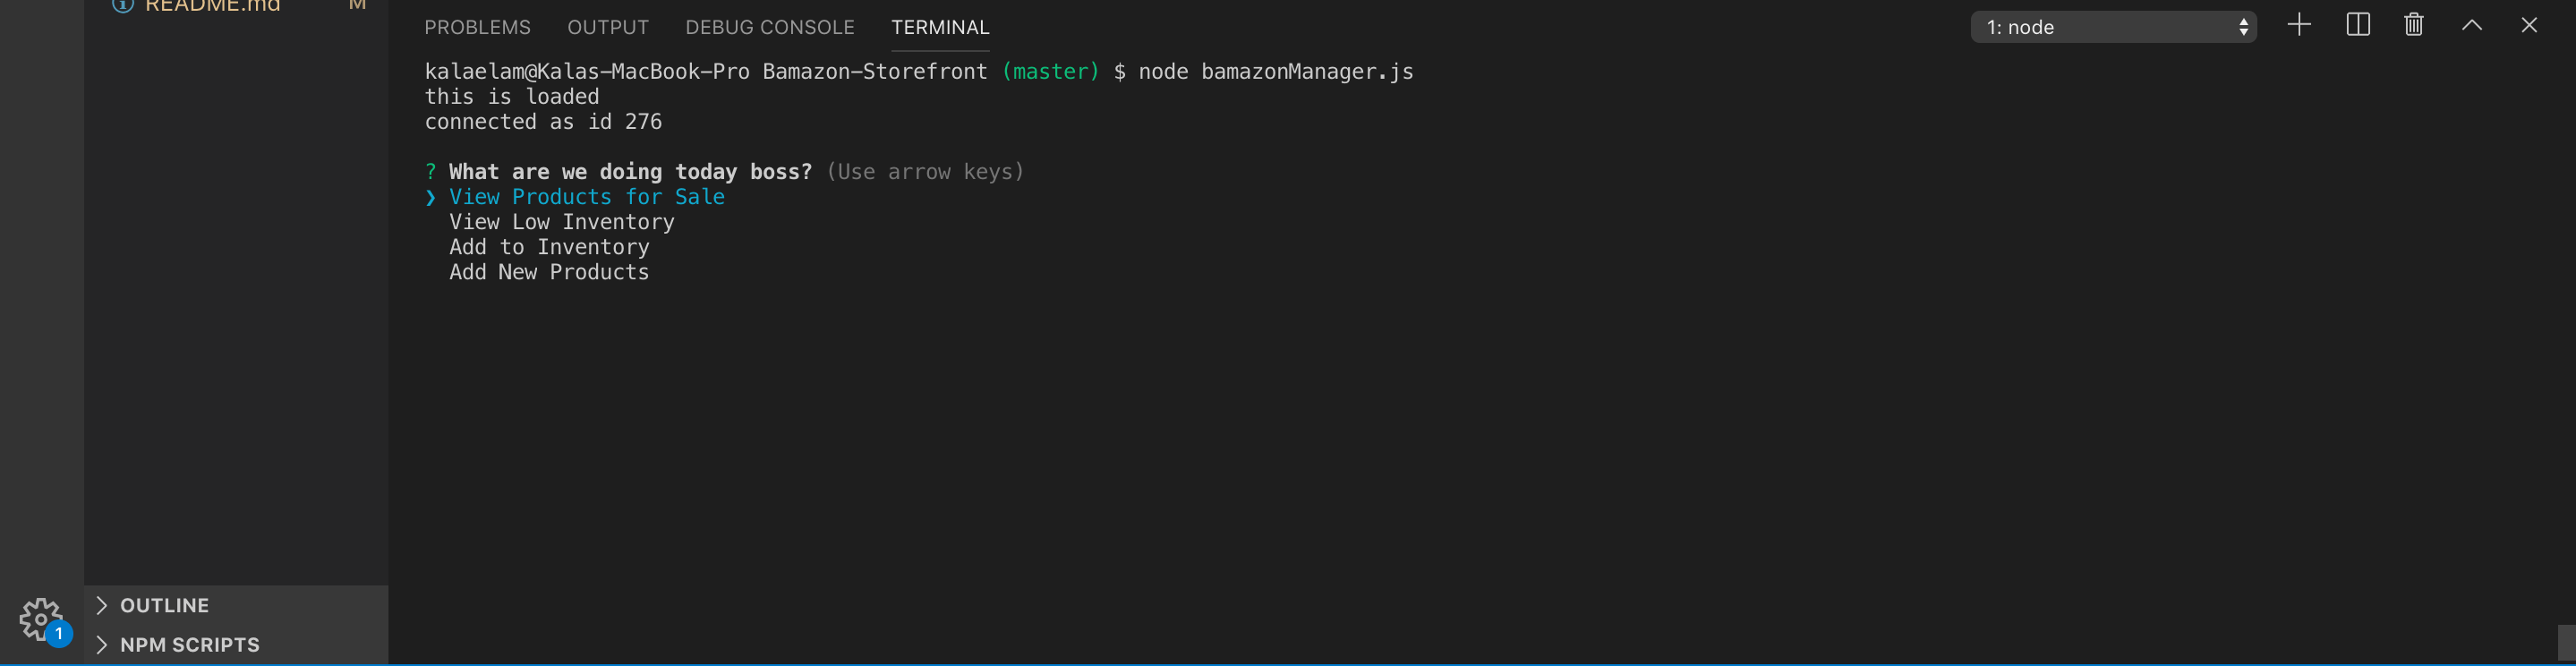 README.md M
PROBLEMS OUTPUT DEBUG CONSOLE TERMINAL 1: node
kalaelam@Kalas-MacBook-Pro Bamazon-Storefront (master) $ node bamazonManager.js
this is loaded
connected as id 276
? What are we doing today boss? (Use arrow keys)
❯ View Products for Sale
View Low Inventory
Add to Inventory
Add New Products
OUTLINE
1
NPM SCRIPTS